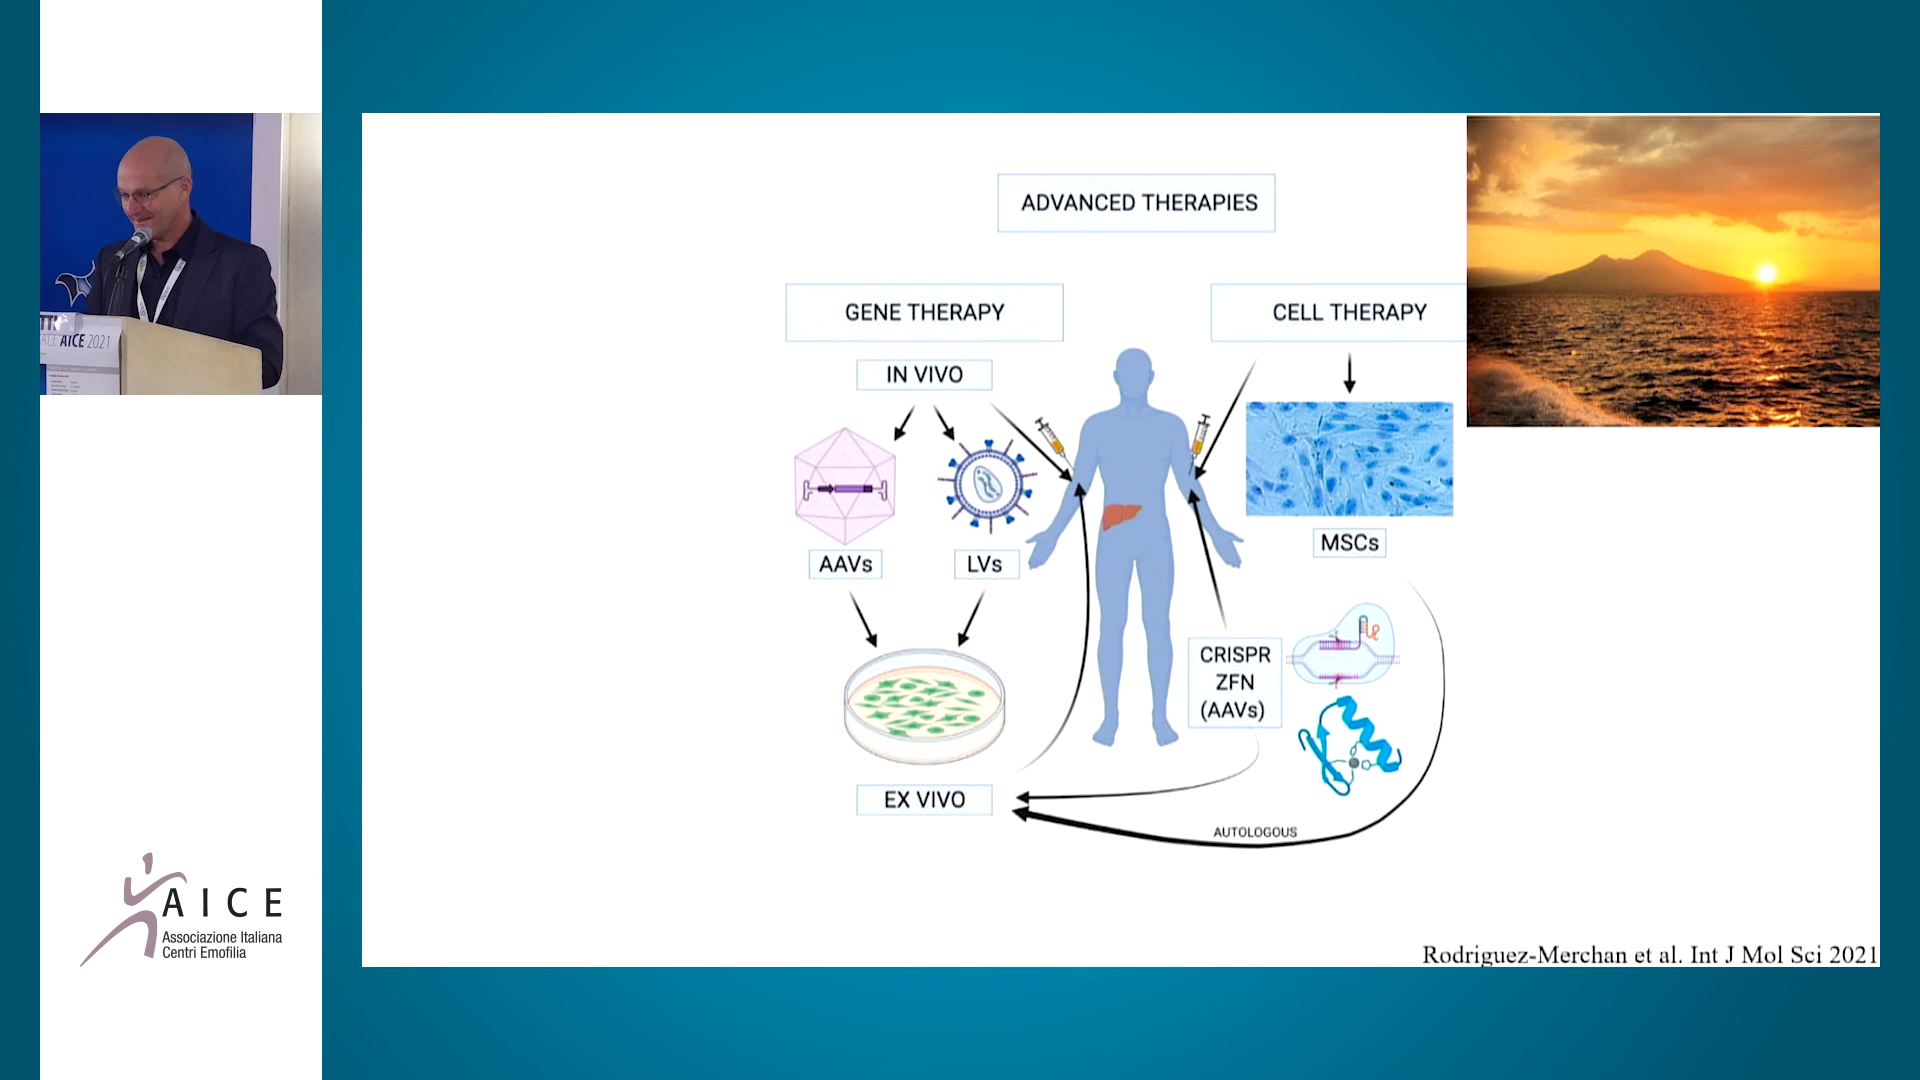 AICE 2021
AICE
Associazione Italiana
Centri Emofilia
ADVANCED THERAPIES
GENE THERAPY
CELL THERAPY
IN VIVO
AAVs
LVs
MSCs
CRISPR
ZFN
(AAVs)
EX VIVO
AUTOLOGOUS
Rodriguez-Merchan et al. Int J Mol Sci 2021